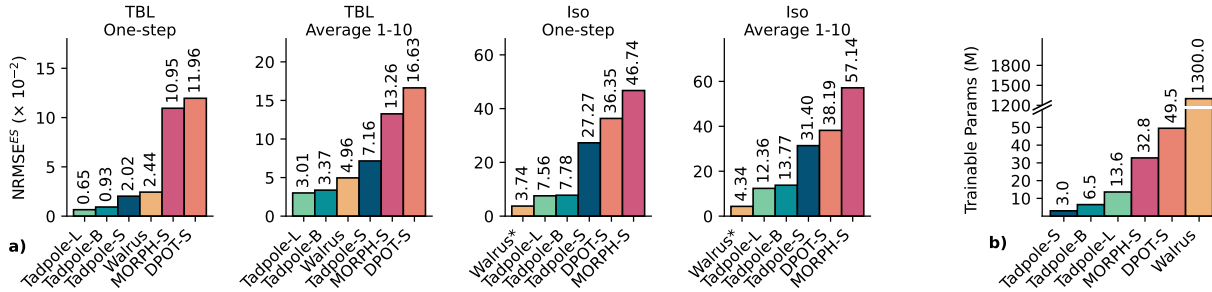 TBL
One-step
NRMSE^ES (× 10^-2)
15
10
5
0
0.65
0.93
2.02
2.44
10.95
11.96
Tadpole-L
Tadpole-B
Tadpole-S
Walrus
MORPH-S
DPOT-S
a)
TBL
Average 1-10
20
15
10
5
0
3.01
3.37
4.96
7.16
13.26
16.63
Tadpole-L
Tadpole-B
Walrus
Tadpole-S
MORPH-S
DPOT-S
Iso
One-step
60
40
20
0
3.74
7.56
7.78
27.27
36.35
46.74
Walrus*
Tadpole-L
Tadpole-B
Tadpole-S
DPOT-S
MORPH-S
Iso
Average 1-10
60
40
20
0
4.34
12.36
13.77
31.40
38.19
57.14
Walrus*
Tadpole-L
Tadpole-B
Tadpole-S
DPOT-S
MORPH-S
Trainable Params (M)
1800
1500
1200
50
40
30
20
10
3.0
6.5
13.6
32.8
49.5
1300.0
Tadpole-S
Tadpole-B
Tadpole-L
MORPH-S
DPOT-S
Walrus
b)